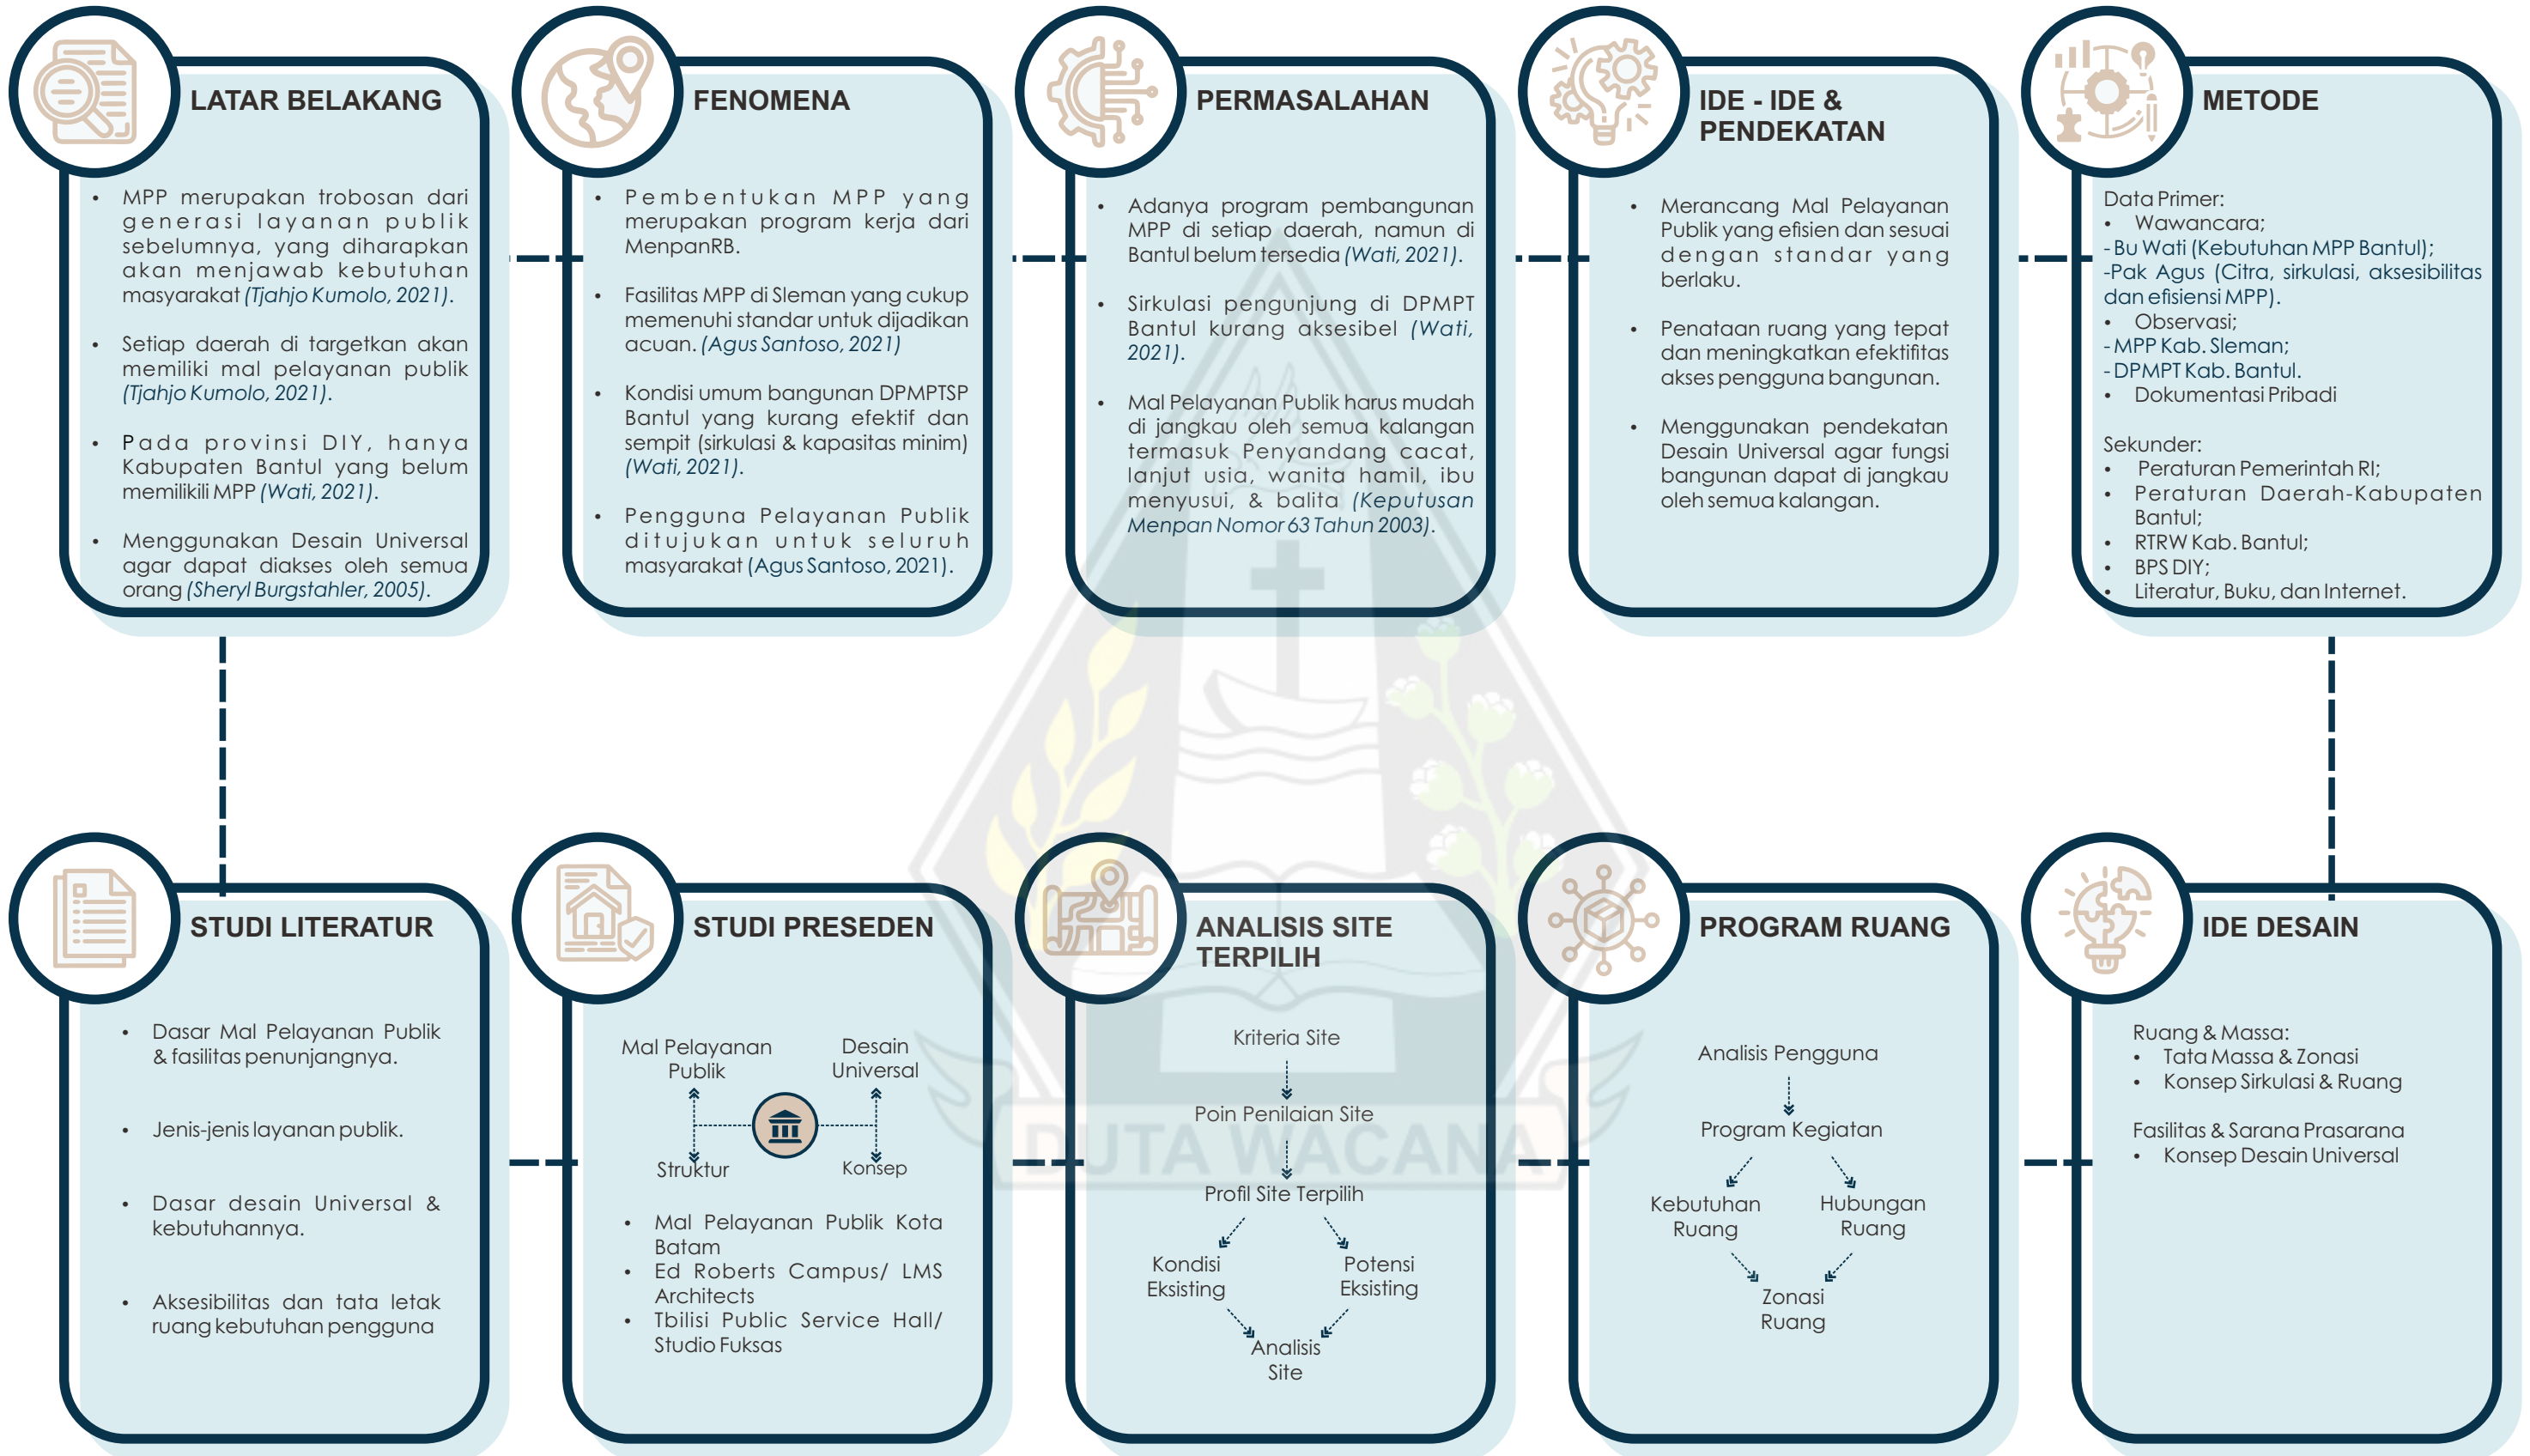 LATAR BELAKANG
• MPP merupakan trobosan dari
generasi layanan publik
sebelumnya, yang diharapkan
akan menjawab kebutuhan
masyarakat (Tjahjo Kumolo, 2021).
• Setiap daerah di targetkan akan
memiliki mal pelayanan publik
(Tjahjo Kumolo, 2021).
• Pada provinsi DIY, hanya
Kabupaten Bantul yang belum
memilikili MPP (Wati, 2021).
• Menggunakan Desain Universal
agar dapat diakses oleh semua
orang (Sheryl Burgstahler, 2005).
FENOMENA
• Pembentukan MPP yang
merupakan program kerja dari
MenpanRB.
• Fasilitas MPP di Sleman yang cukup
memenuhi standar untuk dijadikan
acuan. (Agus Santoso, 2021)
• Kondisi umum bangunan DPMPTSP
Bantul yang kurang efektif dan
sempit (sirkulasi & kapasitas minim)
(Wati, 2021).
• Pengguna Pelayanan Publik
ditujukan untuk seluruh
masyarakat (Agus Santoso, 2021).
PERMASALAHAN
• Adanya program pembangunan
MPP di setiap daerah, namun di
Bantul belum tersedia (Wati, 2021).
• Sirkulasi pengunjung di DPMPT
Bantul kurang aksesibel (Wati,
2021).
• Mal Pelayanan Publik harus mudah
di jangkau oleh semua kalangan
termasuk Penyandang cacat,
lanjut usia, wanita hamil, ibu
menyusui, & balita (Keputusan
Menpan Nomor 63 Tahun 2003).
IDE - IDE &
PENDEKATAN
• Merancang Mal Pelayanan
Publik yang efisien dan sesuai
dengan standar yang
berlaku.
• Penataan ruang yang tepat
dan meningkatkan efektifitas
akses pengguna bangunan.
• Menggunakan pendekatan
Desain Universal agar fungsi
bangunan dapat di jangkau
oleh semua kalangan.
METODE
Data Primer:
• Wawancara;
- Bu Wati (Kebutuhan MPP Bantul);
-Pak Agus (Citra, sirkulasi, aksesibilitas
dan efisiensi MPP).
• Observasi;
- MPP Kab. Sleman;
- DPMPT Kab. Bantul.
• Dokumentasi Pribadi
Sekunder:
• Peraturan Pemerintah RI;
• Peraturan Daerah-Kabupaten
Bantul;
• RTRW Kab. Bantul;
• BPS DIY;
• Literatur, Buku, dan Internet.
STUDI LITERATUR
• Dasar Mal Pelayanan Publik
& fasilitas penunjangnya.
• Jenis-jenis layanan publik.
• Dasar desain Universal &
kebutuhannya.
• Aksesibilitas dan tata letak
ruang kebutuhan pengguna
STUDI PRESEDEN
Mal Pelayanan
Publik
Desain
Universal
Struktur
Konsep
• Mal Pelayanan Publik Kota
Batam
• Ed Roberts Campus/ LMS
Architects
• Tbilisi Public Service Hall/
Studio Fuksas
ANALISIS SITE
TERPILIH
Kriteria Site
Poin Penilaian Site
Profil Site Terpilih
Kondisi
Eksisting
Potensi
Eksisting
Analisis
Site
PROGRAM RUANG
Analisis Pengguna
Program Kegiatan
Kebutuhan
Ruang
Hubungan
Ruang
Zonasi
Ruang
IDE DESAIN
Ruang & Massa:
• Tata Massa & Zonasi
• Konsep Sirkulasi & Ruang
Fasilitas & Sarana Prasarana
• Konsep Desain Universal
DUTA WACANA